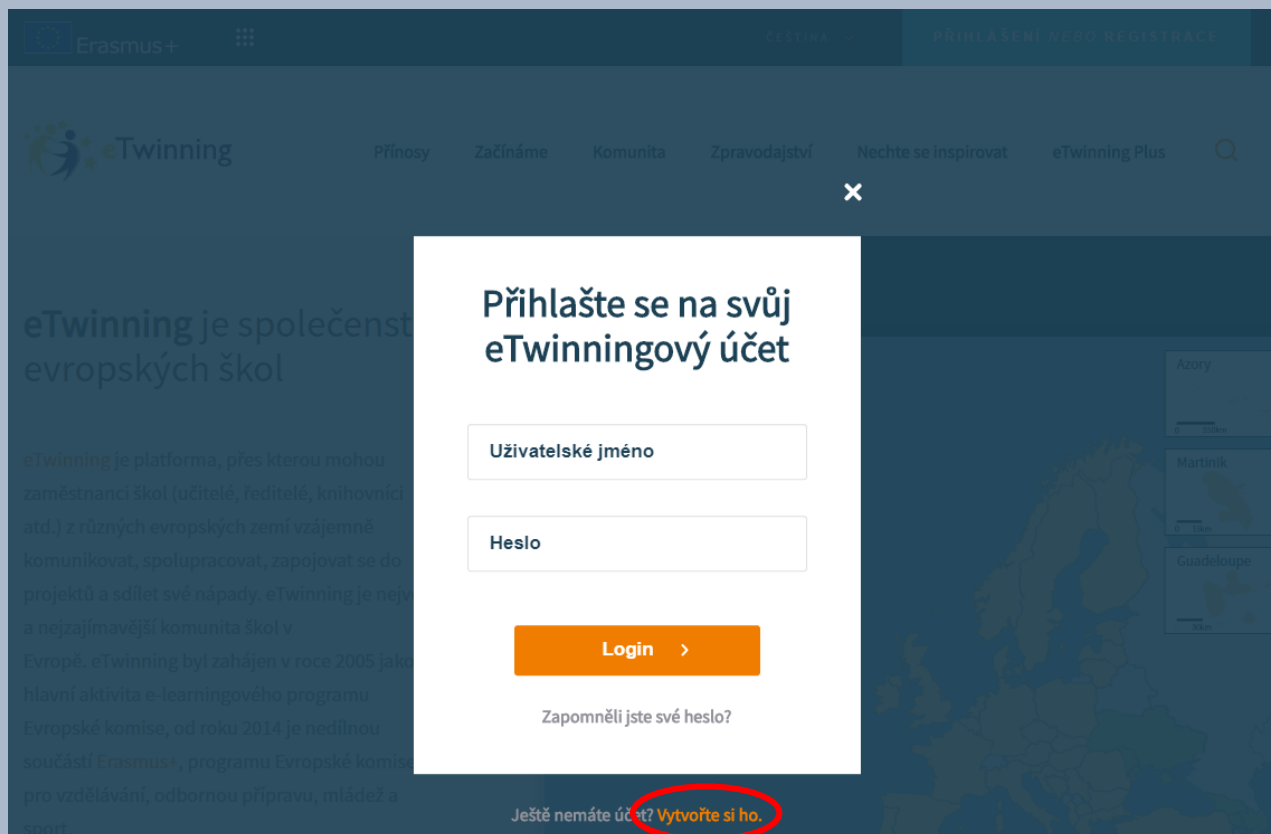 Erasmus+
ČEŠTINA
PŘIHLÁŠENÍ NEBO REGISTRACE
eTwinning
Přínosy
Začínáme
Komunita
Zpravodajství
Nechte se inspirovat
eTwinning Plus
Přihlašte se na svůj
eTwinningový účet
Uživatelské jméno
Heslo
Login
Zapomněli jste své heslo?
Ještě nemáte účet? Vytvořte si ho.
eTwinning je společenst
evropských škol
eTwinning je platforma, přes kterou mohou
zaměstnanci škol (učitelé, ředitelé, knihovníci
atd.) z různých evropských zemí vzájemně
komunikovat, spolupracovat, zapojovat se do
projektů a sdílet své nápady. eTwinning je nejv
a nejzajímavější komunita škol v
Evropě. eTwinning byl zahájen v roce 2005 jako
hlavní aktivita e-learningového programu
Evropské komise, od roku 2014 je nedílnou
součástí Erasmus+, programu Evropské komise
pro vzdělávání, odbornou přípravu, mládež a
sport
Azory
Martinik
Guadeloupe